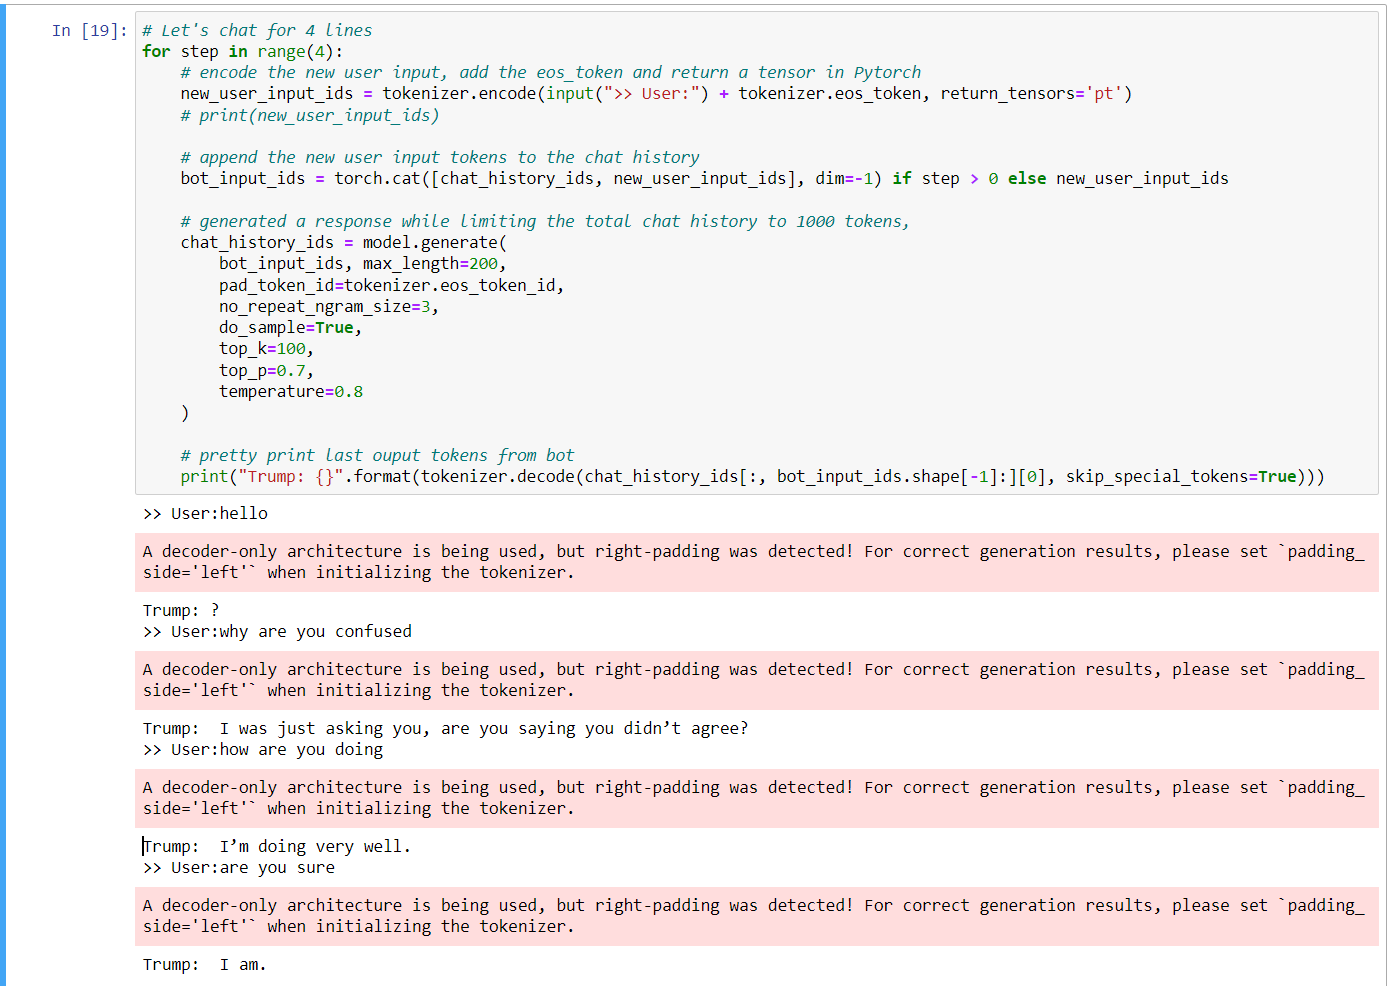 In [19]: # Let's chat for 4 lines
for step in range(4):
    # encode the new user input, add the eos_token and return a tensor in Pytorch
    new_user_input_ids = tokenizer.encode(input(">> User:") + tokenizer.eos_token, return_tensors='pt')
    # print(new_user_input_ids)
    # append the new user input tokens to the chat history
    bot_input_ids = torch.cat([chat_history_ids, new_user_input_ids], dim=-1) if step > 0 else new_user_input_ids
    # generated a response while limiting the total chat history to 1000 tokens,
    chat_history_ids = model.generate(
        bot_input_ids, max_length=200,
        pad_token_id=tokenizer.eos_token_id,
        no_repeat_ngram_size=3,
        do_sample=True,
        top_k=100,
        top_p=0.7,
        temperature=0.8
    )
    # pretty print last ouput tokens from bot
    print("Trump: {}".format(tokenizer.decode(chat_history_ids[:, bot_input_ids.shape[-1]:][0], skip_special_tokens=True)))
>> User:hello
A decoder-only architecture is being used, but right-padding was detected! For correct generation results, please set `padding_
side='left'` when initializing the tokenizer.
Trump: ?
>> User:why are you confused
A decoder-only architecture is being used, but right-padding was detected! For correct generation results, please set `padding_
side='left'` when initializing the tokenizer.
Trump:  I was just asking you, are you saying you didn’t agree?
>> User:how are you doing
A decoder-only architecture is being used, but right-padding was detected! For correct generation results, please set `padding_
side='left'` when initializing the tokenizer.
Trump:  I’m doing very well.
>> User:are you sure
A decoder-only architecture is being used, but right-padding was detected! For correct generation results, please set `padding_
side='left'` when initializing the tokenizer.
Trump:  I am.